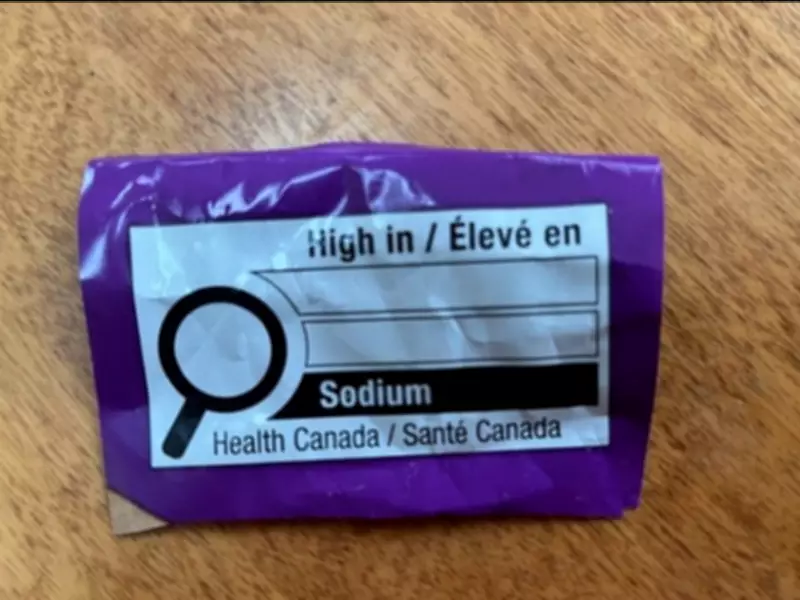 High in / Élevé en
Sodium
Health Canada / Santé Canada